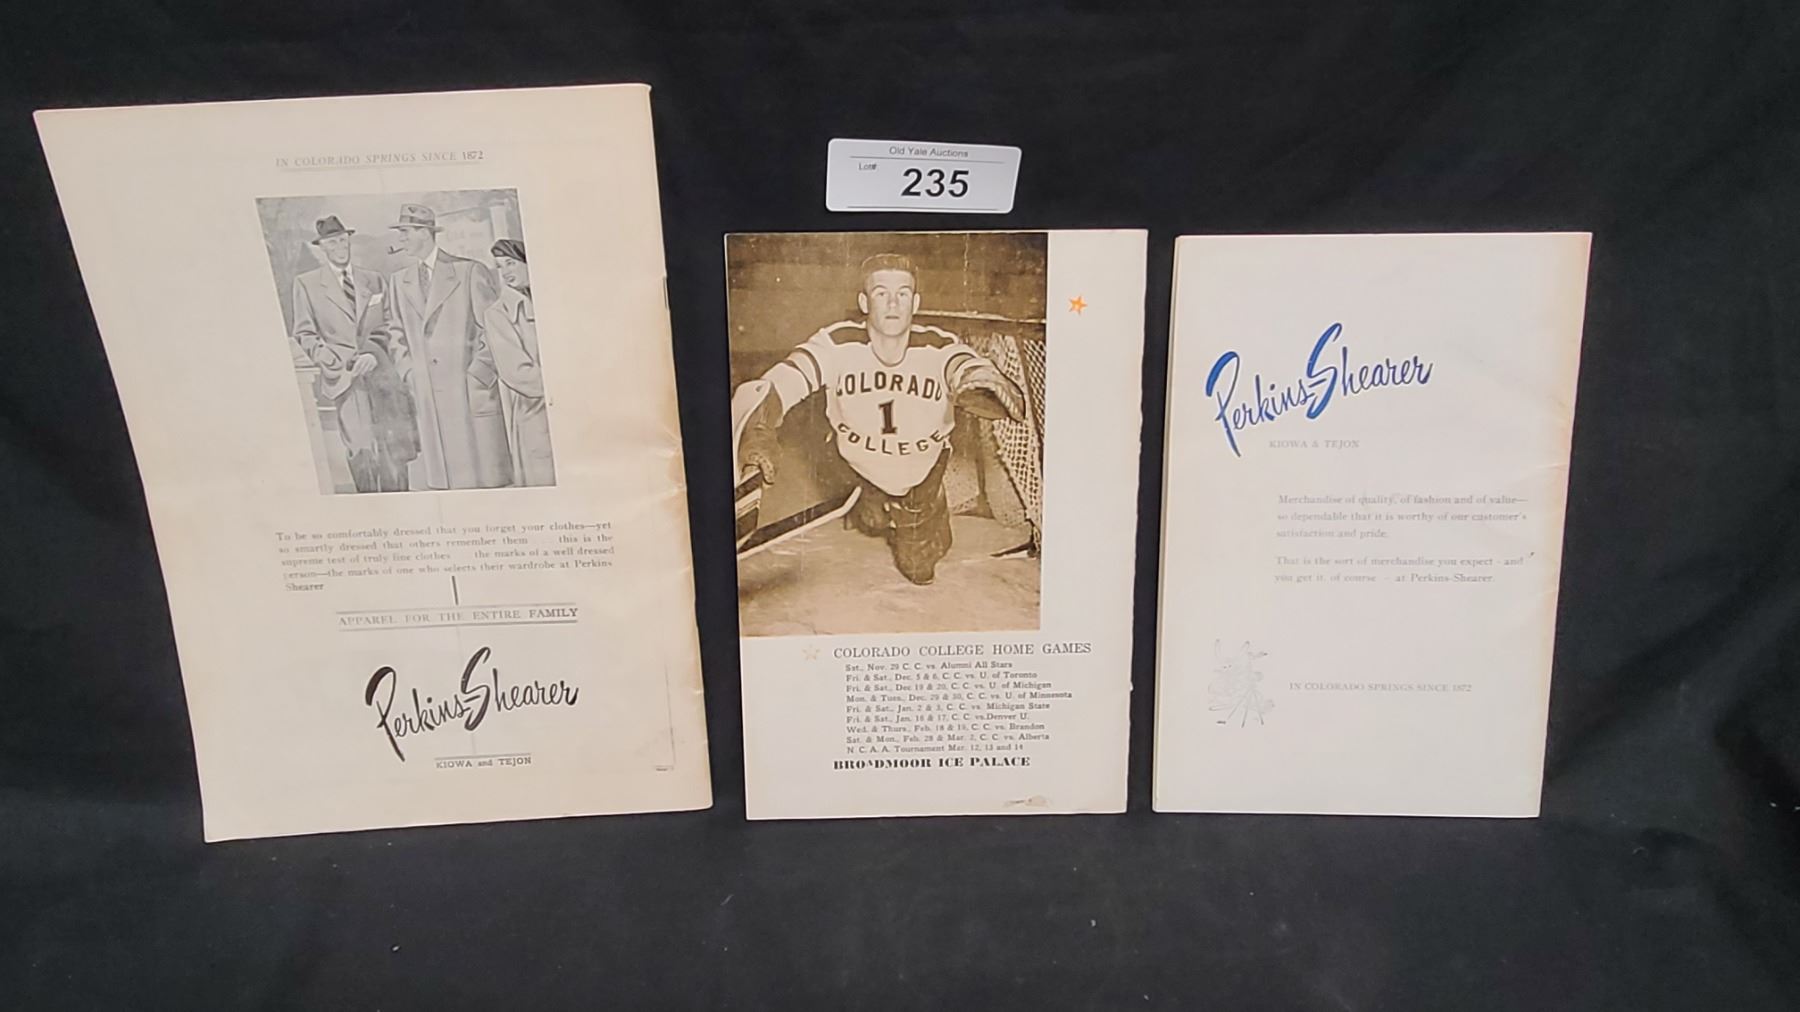 IN COLORADO SPRINGS SINCE 1872
To be so comfortably dressed that you forget your clothes—yet
so smartly dressed that others remember them . . . this is the
supreme test of truly fine clothes . . . the marks of a well dressed
person—the marks of one who selects their wardrobe at Perkins
Shearer
APPAREL FOR THE ENTIRE FAMILY
Perkins-Shearer
KIOWA and TEJON
Old Yale Auctions
Lot#
235
COLORADO
1
COLLEGE
COLORADO COLLEGE HOME GAMES
Sat., Nov. 29 C. C. vs. Alumni All Stars
Fri. & Sat., Dec. 5 & 6, C. C. vs. U. of Toronto
Fri. & Sat., Dec. 19 & 20, C. C. vs. U. of Michigan
Mon. & Tues., Dec. 29 & 30, C. C. vs. U. of Minnesota
Fri. & Sat., Jan. 2 & 3, C. C. vs. Michigan State
Fri. & Sat., Jan. 16 & 17, C. C. vs.Denver U.
Wed. & Thurs., Feb. 18 & 19, C. C. vs. Brandon
Sat. & Mon., Feb. 28 & Mar. 2, C. C. vs. Alberta
N. C. A. A. Tournament Mar. 12, 13 and 14
BROADMOOR ICE PALACE
Perkins-Shearer
KIOWA & TEJON
Merchandise of quality, of fashion and of value—
so dependable that it is worthy of our customer's
satisfaction and pride.
That is the sort of merchandise you expect - and
you get it, of course - at Perkins-Shearer.
IN COLORADO SPRINGS SINCE 1872